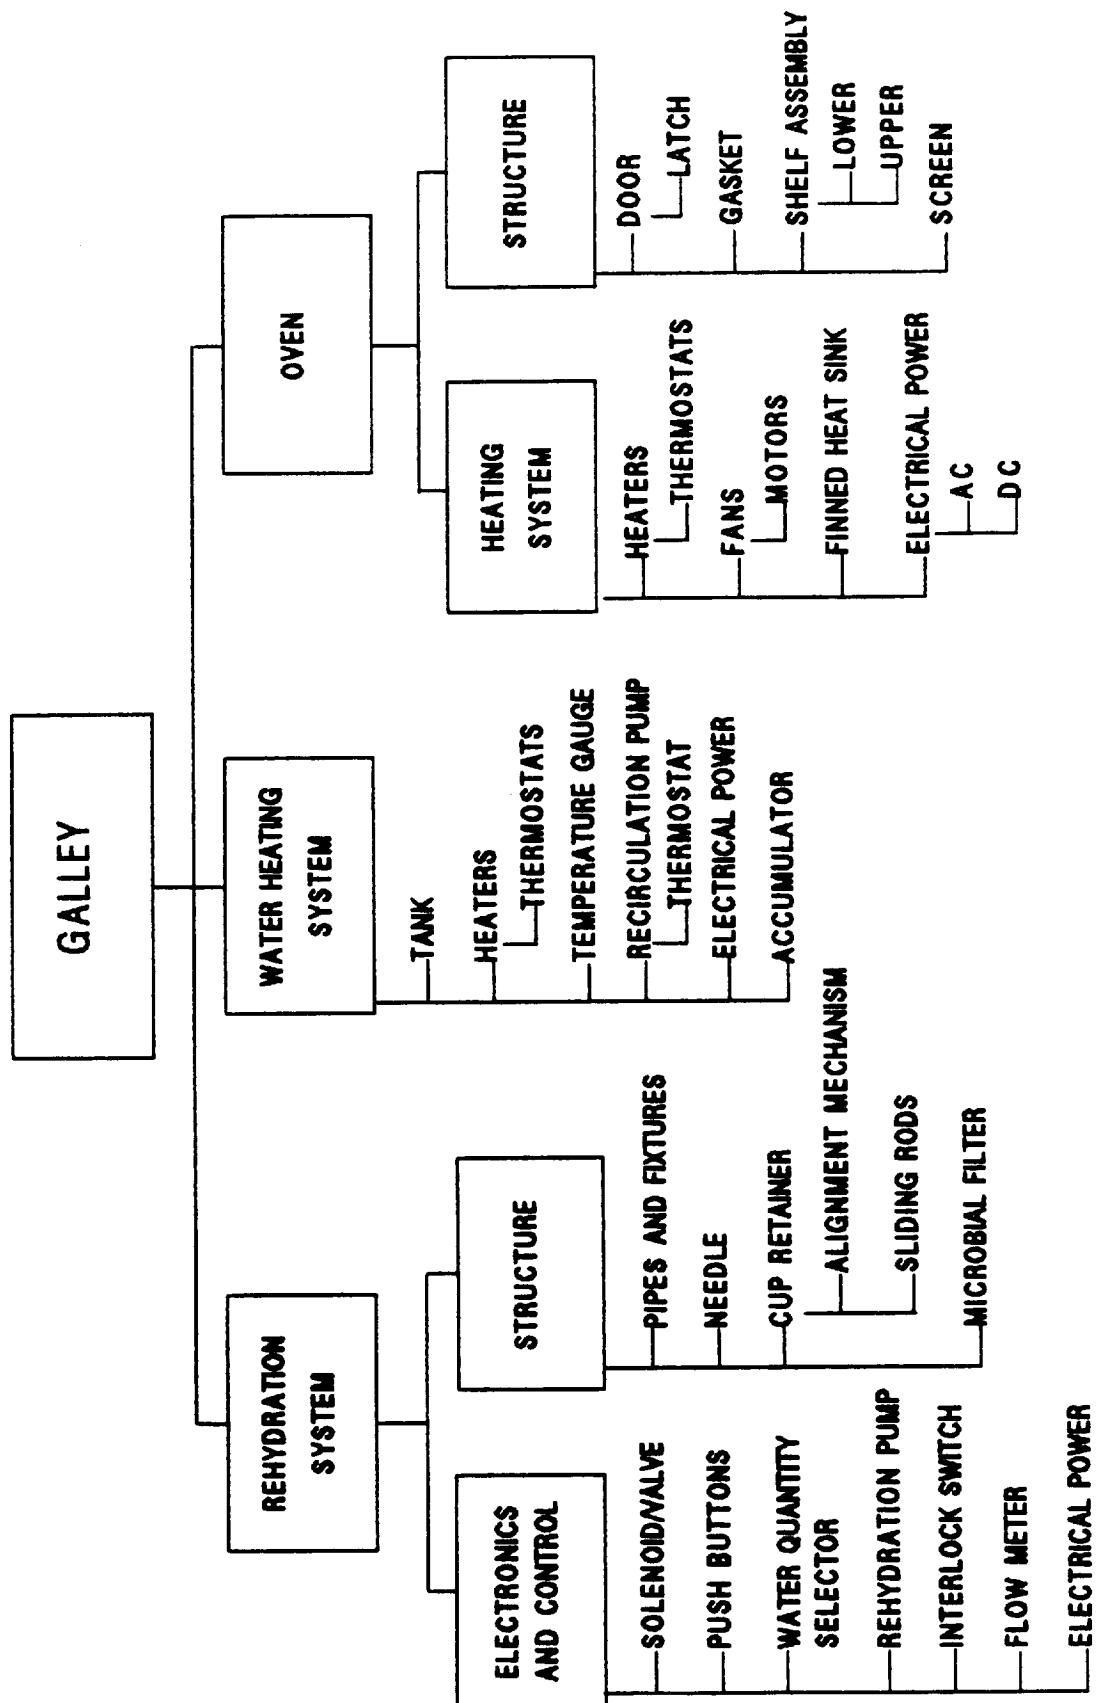 GALLEY
REHYDRATION
SYSTEM
ELECTRONICS
AND CONTROL
SOLENOID/VALVE
PUSH BUTTONS
WATER QUANTITY
SELECTOR
REHYDRATION PUMP
INTERLOCK SWITCH
FLOW METER
ELECTRICAL POWER
STRUCTURE
PIPES AND FIXTURES
NEEDLE
CUP RETAINER
ALIGNMENT MECHANISM
SLIDING RODS
MICROBIAL FILTER
WATER HEATING
SYSTEM
TANK
HEATERS
THERMOSTATS
TEMPERATURE GAUGE
RECIRCULATION PUMP
THERMOSTAT
ELECTRICAL POWER
ACCUMULATOR
OVEN
HEATING
SYSTEM
HEATERS
THERMOSTATS
FANS
MOTORS
FINNED HEAT SINK
ELECTRICAL POWER
AC
DC
STRUCTURE
DOOR
LATCH
GASKET
SHELF ASSEMBLY
LOWER
UPPER
SCREEN